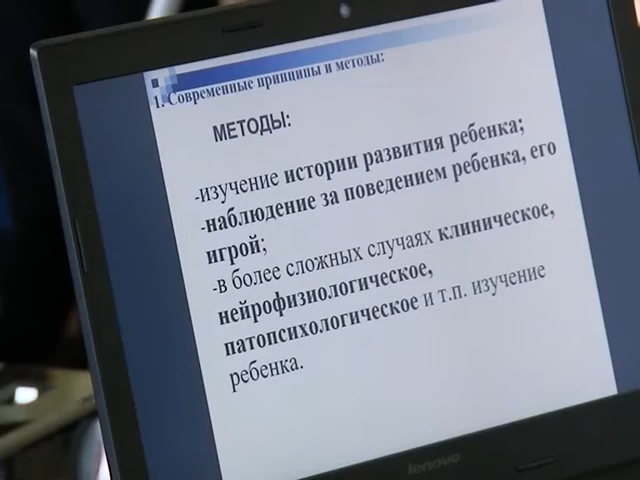 1. Современные принципы и методы:
МЕТОДЫ:
-изучение истории развития ребенка;
-наблюдение за поведением ребенка, его
игрой;
-в более сложных случаях клиническое,
нейрофизиологическое,
патопсихологическое и т.п. изучение
ребенка.
lenovo